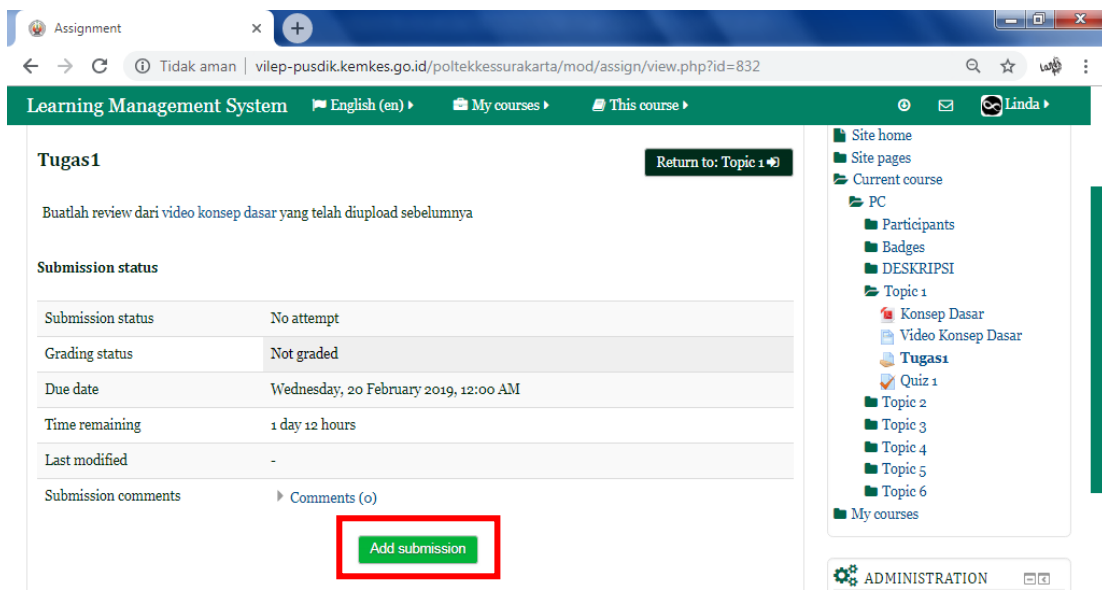 Assignment
Tidak aman | vilep-pusdik.kemkes.go.id/poltekkessurakarta/mod/assign/view.php?id=832
Learning Management System English (en) My courses This course Linda
Tugas1
Return to: Topic 1
Buatlah review dari video konsep dasar yang telah diupload sebelumnya
Submission status
Submission status No attempt
Grading status Not graded
Due date Wednesday, 20 February 2019, 12:00 AM
Time remaining 1 day 12 hours
Last modified -
Submission comments Comments (0)
Add submission
Site home
Site pages
Current course
PC
Participants
Badges
DESKRIPSI
Topic 1
Konsep Dasar
Video Konsep Dasar
Tugas1
Quiz 1
Topic 2
Topic 3
Topic 4
Topic 5
Topic 6
My courses
ADMINISTRATION